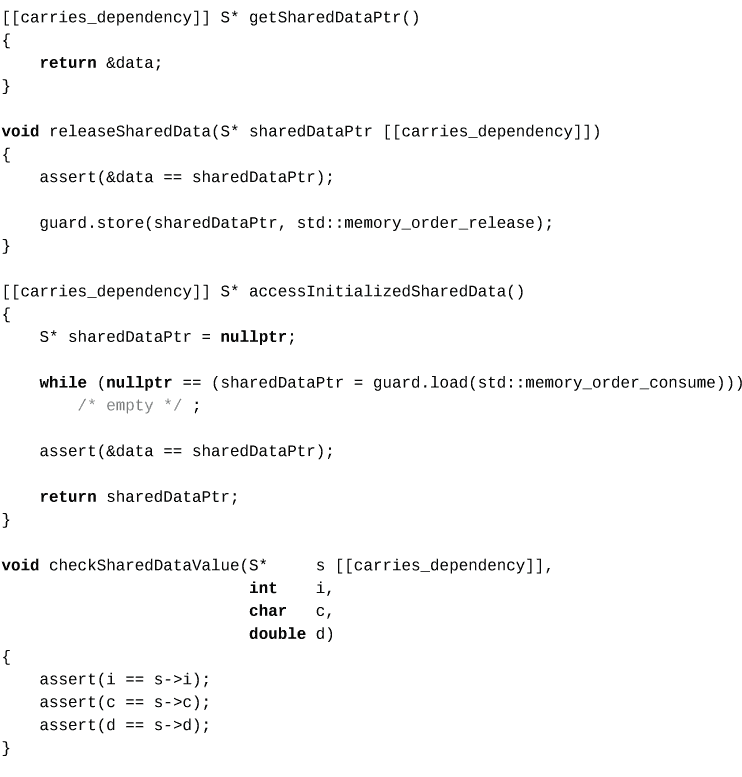 [[carries_dependency]] S* getSharedDataPtr()
{
    return &data;
}

void releaseSharedData(S* sharedDataPtr [[carries_dependency]])
{
    assert(&data == sharedDataPtr);

    guard.store(sharedDataPtr, std::memory_order_release);
}

[[carries_dependency]] S* accessInitializedSharedData()
{
    S* sharedDataPtr = nullptr;

    while (nullptr == (sharedDataPtr = guard.load(std::memory_order_consume)))
        /* empty */ ;

    assert(&data == sharedDataPtr);

    return sharedDataPtr;
}

void checkSharedDataValue(S*     s [[carries_dependency]],
                          int    i,
                          char   c,
                          double d)
{
    assert(i == s->i);
    assert(c == s->c);
    assert(d == s->d);
}